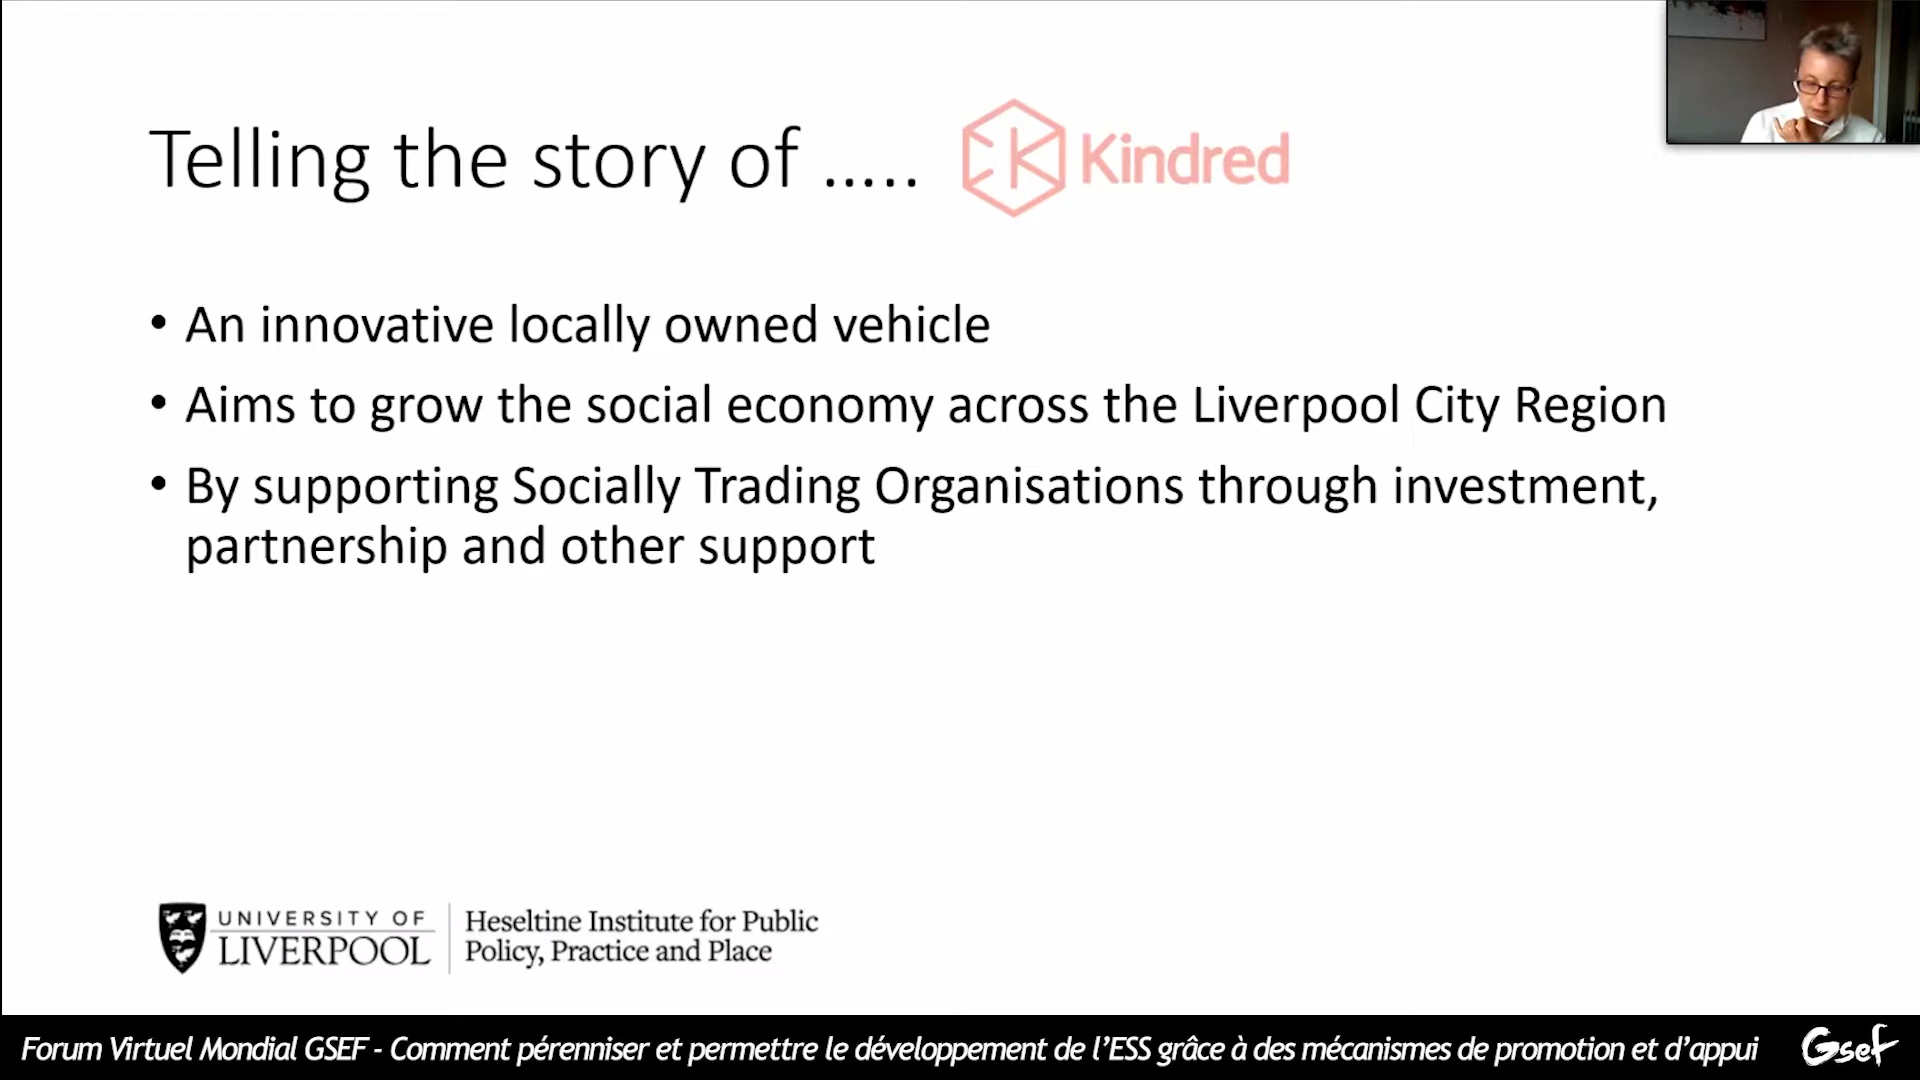 Telling the story of .....
Kindred
• An innovative locally owned vehicle
• Aims to grow the social economy across the Liverpool City Region
• By supporting Socially Trading Organisations through investment,
partnership and other support
UNIVERSITY OF
LIVERPOOL
Heseltine Institute for Public
Policy, Practice and Place
Forum Virtuel Mondial GSEF - Comment pérenniser et permettre le développement de l’ESS grâce à des mécanismes de promotion et d’appui
Gsef